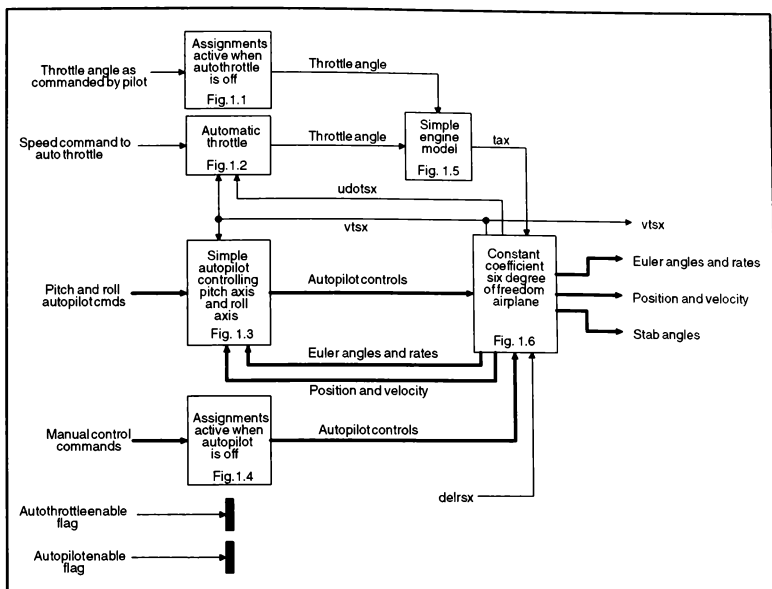 Assignments
active when
autothrottle
is off
Fig. 1.1
Throttle angle as
commanded by pilot
Throttle angle
Speed command to
auto throttle
Automatic
throttle
Fig. 1.2
Throttle angle
Simple
engine
model
Fig. 1.5
tax
udotsx
vtsx
vtsx
Pitch and roll
autopilot cmds
Simple
autopilot
controlling
pitch axis
and roll
axis
Fig. 1.3
Autopilot controls
Constant
coefficient
six degree
of freedom
airplane
Fig. 1.6
Euler angles and rates
Position and velocity
Stab angles
Euler angles and rates
Position and velocity
Manual control
commands
Assignments
active when
autopilot
is off
Fig. 1.4
Autopilot controls
delrsx
Autothrottle enable
flag
Autopilot enable
flag